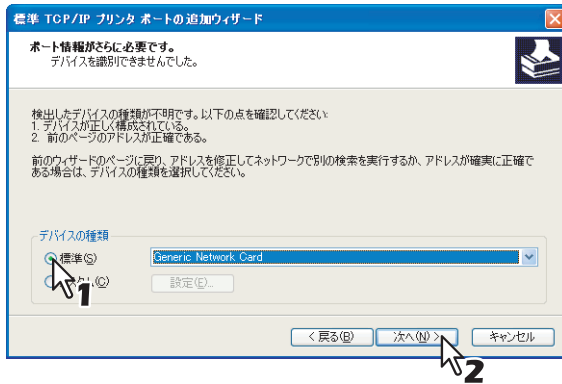 標準 TCP/IP プリンタ ポートの追加ウィザード
ポート情報がさらに必要です。
デバイスを識別できませんでした。
検出したデバイスの種類が不明です。以下の点を確認してください:
1. デバイスが正しく構成されている。
2. 前のページのアドレスが正確である。
前のウィザードのページに戻り、アドレスを修正してネットワークで別の検索を実行するか、アドレスが確実に正確で
ある場合は、デバイスの種類を選択してください。
デバイスの種類
標準(S)
Generic Network Card
(C)
設定(E)...
1
< 戻る(B)
次へ(N) >
キャンセル
2